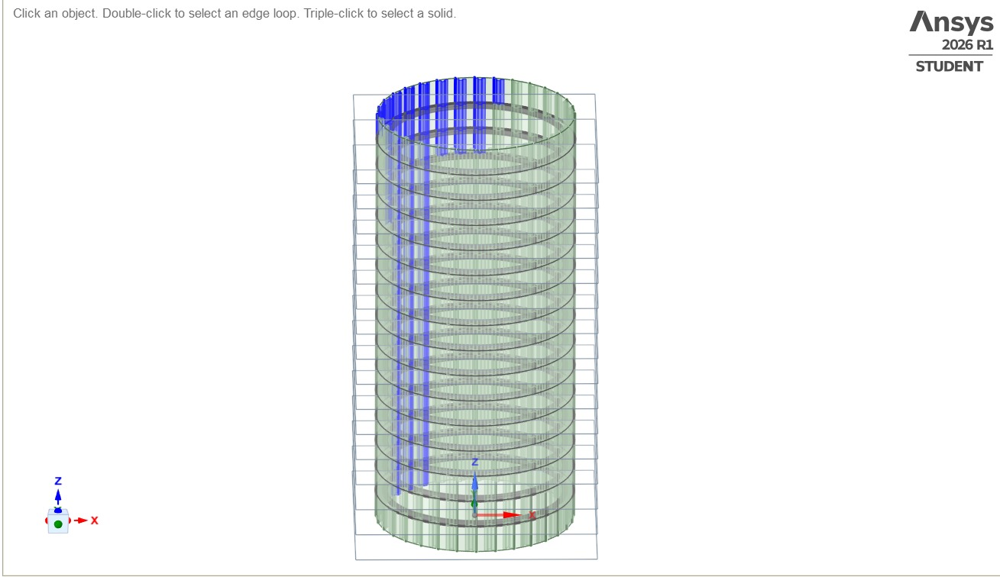 Click an object. Double-click to select an edge loop. Triple-click to select a solid.
Ansys
2026 R1
STUDENT
Z
X
Z
X